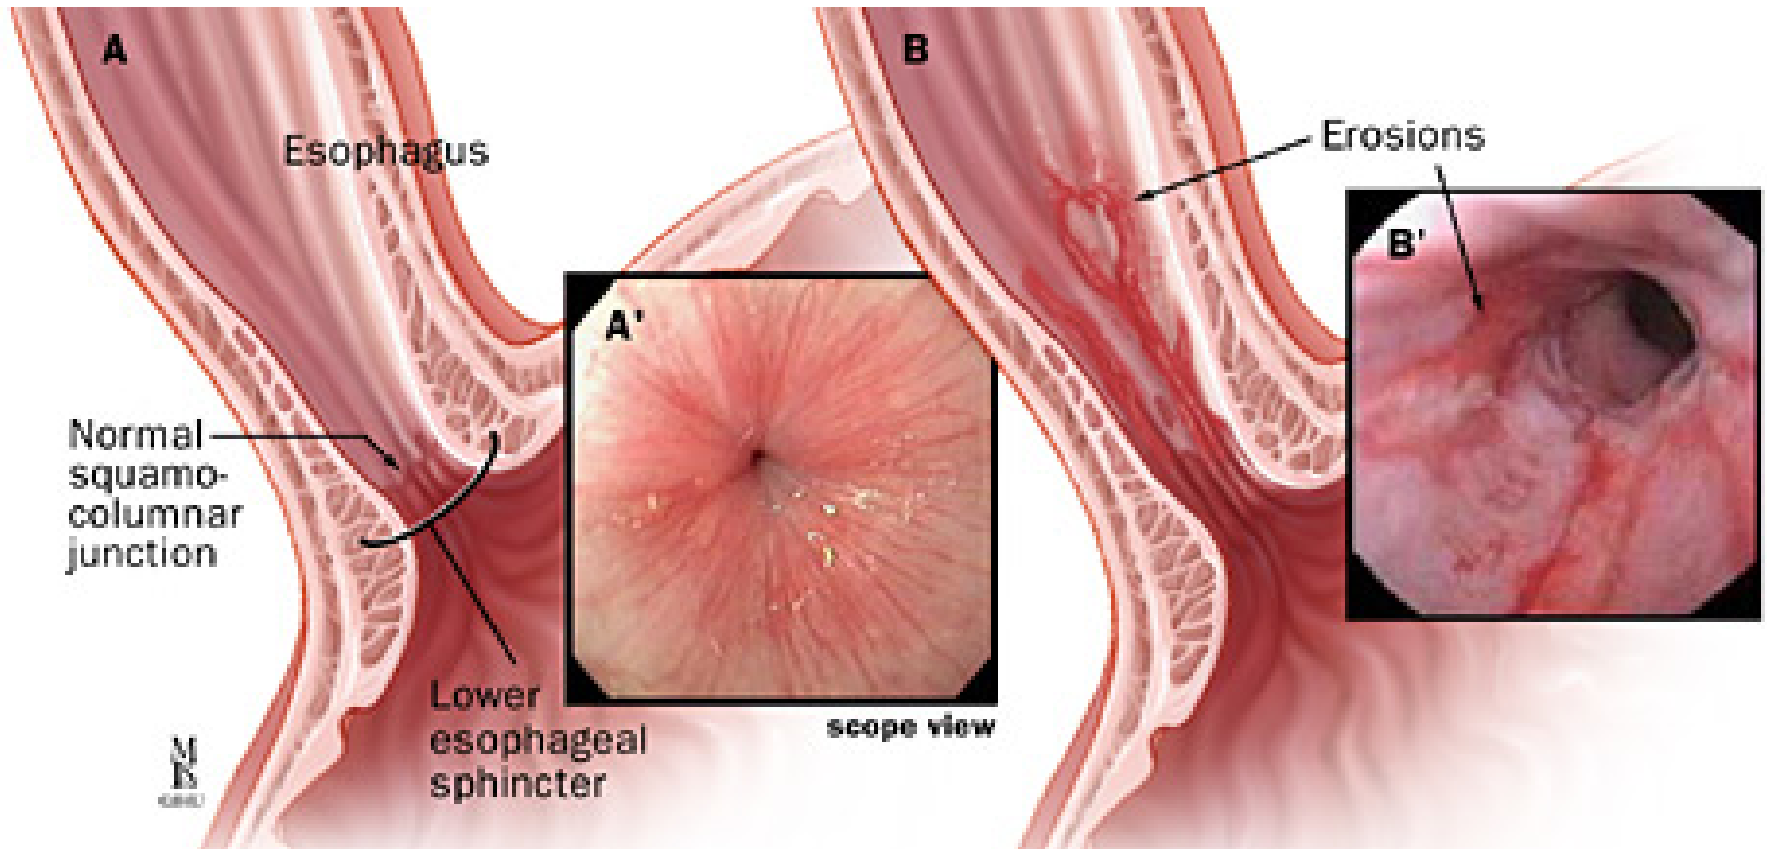 A
Esophagus
Normal
squamo-
columnar
junction
Lower
esophageal
sphincter
A'
scope view
B
Erosions
B'